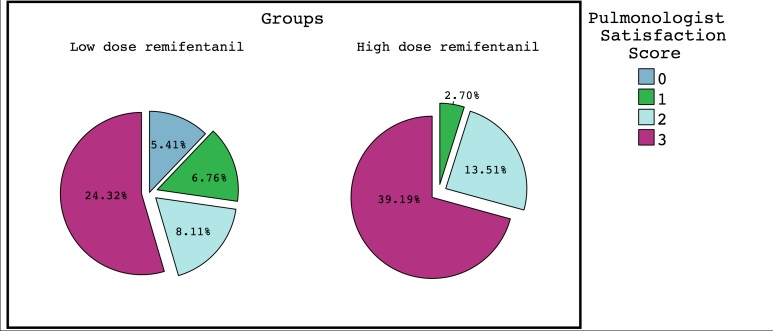 Groups
Low dose remifentanil
High dose remifentanil
5.41%
6.76%
8.11%
24.32%
2.70%
13.51%
39.19%
Pulmonologist
Satisfaction
Score
0
1
2
3